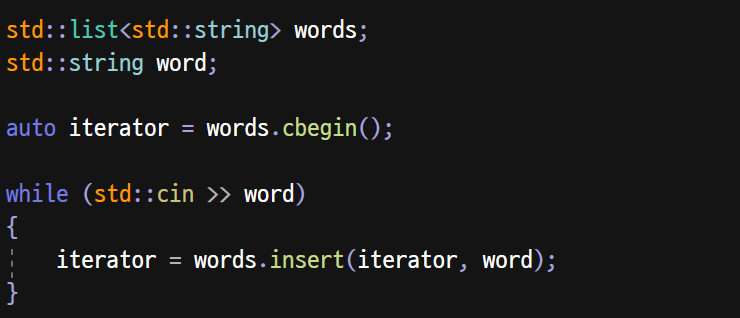 std::list<std::string> words;
std::string word;
auto iterator = words.cbegin();
while (std::cin >> word)
{
    iterator = words.insert(iterator, word);
}